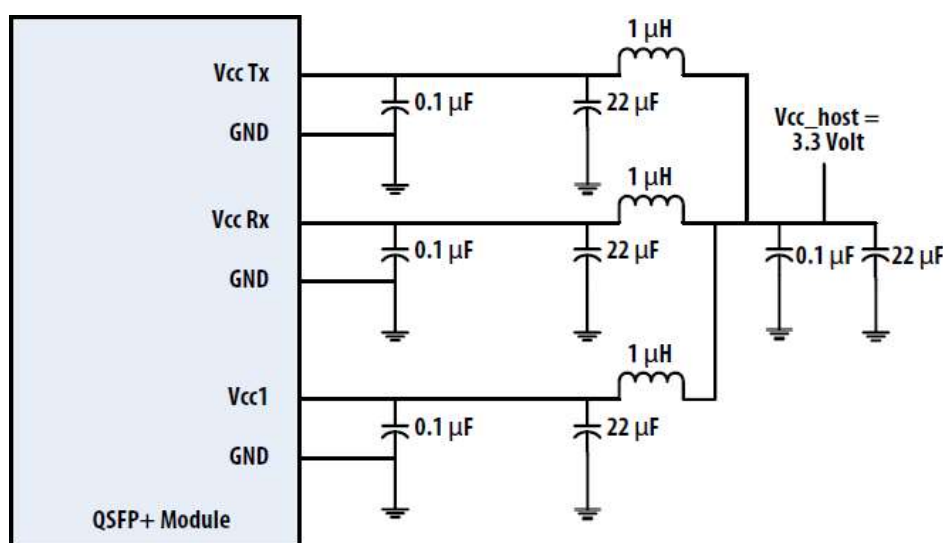 1 µH
Vcc Tx
0.1 µF
22 µF
GND
Vcc_host =
3.3 Volt
1 µH
Vcc Rx
0.1 µF
22 µF
0.1 µF
22 µF
GND
1 µH
Vcc1
0.1 µF
22 µF
GND
QSFP+ Module